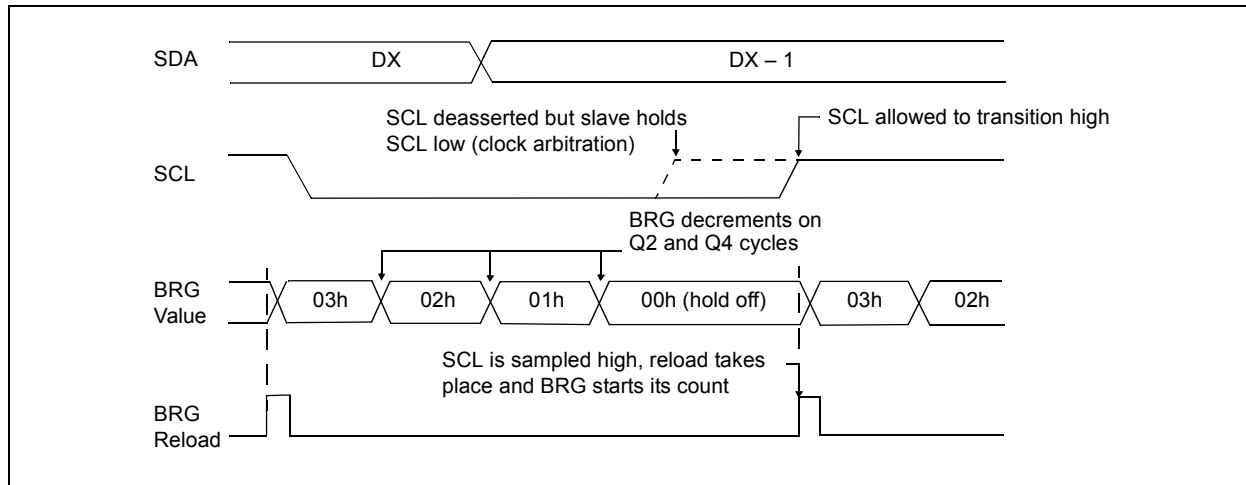 SDA
DX
DX – 1
SCL deasserted but slave holds
SCL low (clock arbitration)
SCL allowed to transition high
SCL
BRG decrements on
Q2 and Q4 cycles
BRG
Value
03h
02h
01h
00h (hold off)
03h
02h
SCL is sampled high, reload takes
place and BRG starts its count
BRG
Reload